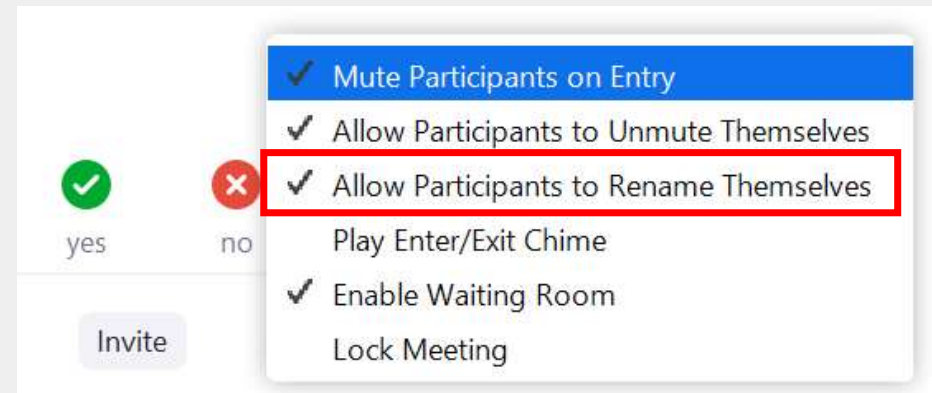 Mute Participants on Entry
Allow Participants to Unmute Themselves
Allow Participants to Rename Themselves
yes
no
Play Enter/Exit Chime
Enable Waiting Room
Invite
Lock Meeting